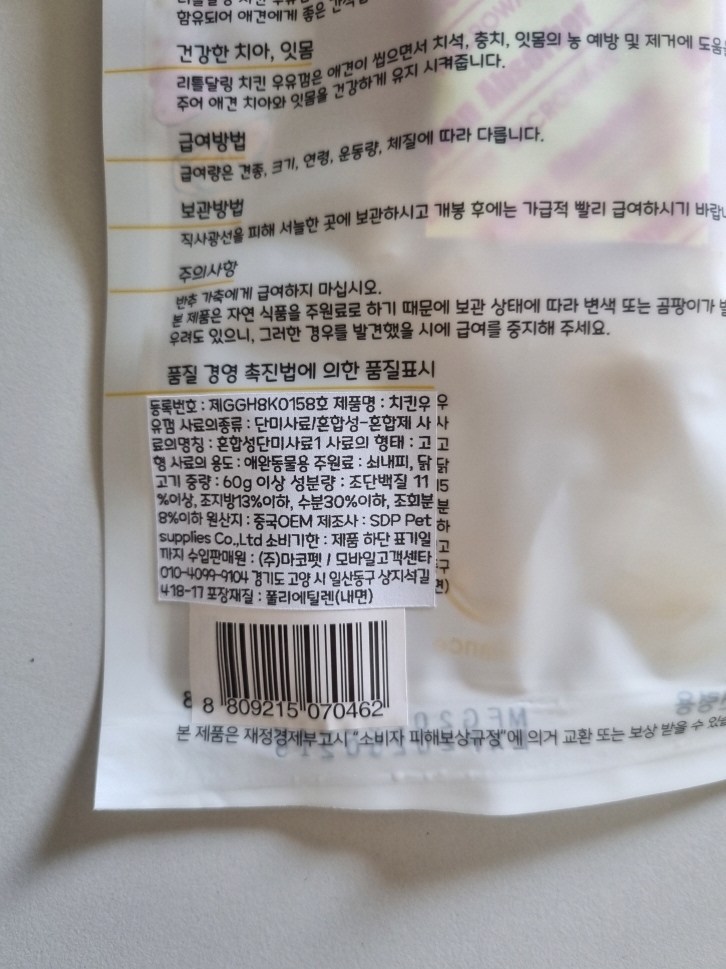 함유되어 애견에게 좋은
건강한 치아, 잇몸
리틀달링 치킨 우유껌은 애견이 씹으면서 치석, 충치, 잇몸의 농 예방 및 제거에
주어 애견 치아와 잇몸을 건강하게 유지 시켜줍니다.
급여방법
급여량은 견종, 크기, 연령, 운동량, 체질에 따라 다릅니다.
보관방법
직사광선을 피해 서늘한 곳에 보관하시고 개봉 후에는 가급적 빨리 급여하시기
주의사항
반추 가축에게 급여하지 마십시오.
본 제품은 자연 식품을 주원료로 하기 때문에 보관 상태에 따라 변색 또는 곰팡이가
우려도 있으니, 그러한 경우를 발견했을 시에 급여를 중지해 주세요.
품질 경영 촉진법에 의한 품질표시
등록번호 : 제GGH8K0158호 제품명 : 치킨우
유껌 사료의종류 : 단미사료/혼합성-혼합제 사
료의명칭 : 혼합성단미사료1 사료의 형태 : 고
형 사료의 용도 : 애완동물용 주원료 : 쇠내피, 닭
고기 중량 : 60g 이상 성분량 : 조단백질 11
%이상, 조지방13%이하, 수분30%이하, 조회분
8%이하 원산지 : 중국OEM 제조사 : SDP Pet
supplies Co.,Ltd 소비기한 : 제품 하단 표기일
까지 수입판매원 : (주)마코펫 / 모바일고객센타
010-4099-9104 경기도 고양 시 일산동구 상지석길
418-17 포장재질 : 폴리에틸렌(내면)
8 809215 070462
본 제품은 재정경제부고시 "소비자 피해보상규정"에 의거 교환 또는 보상 받을 수